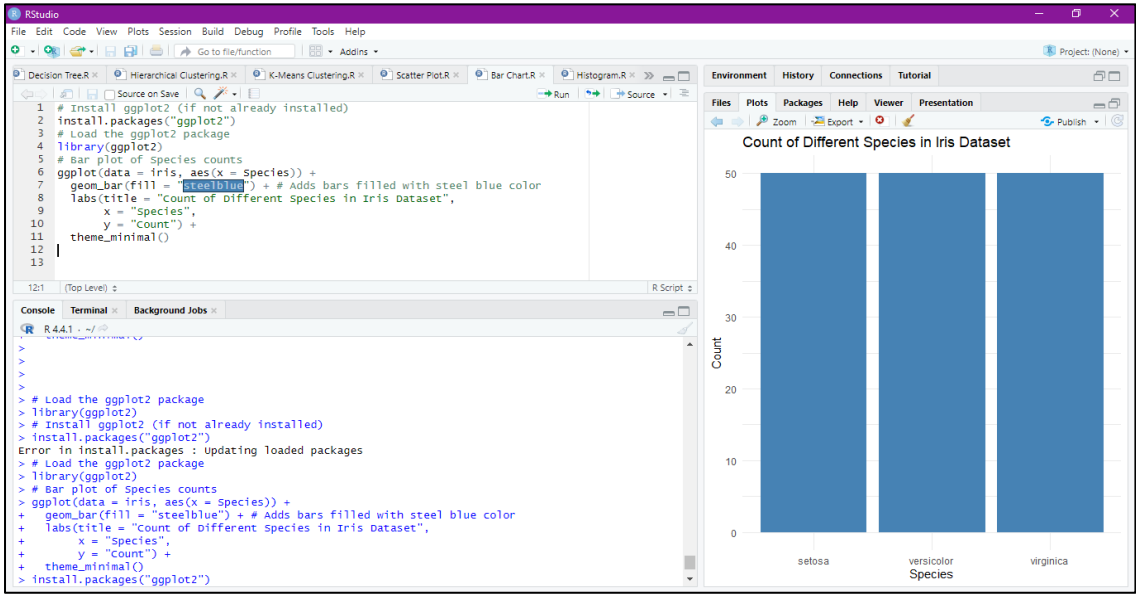 RStudio
File Edit Code View Plots Session Build Debug Profile Tools Help
Go to file/function Addins Project: (None)
Decision Tree.R Hierarchical Clustering.R K-Means Clustering.R Scatter Plot.R Bar Chart.R Histogram.R
Source on Save Run Source
1 # Install ggplot2 (if not already installed)
2 install.packages("ggplot2")
3 # Load the ggplot2 package
4 library(ggplot2)
5 # Bar plot of Species counts
6 ggplot(data = iris, aes(x = Species)) +
7 geom_bar(fill = "steelblue") + # Adds bars filled with steel blue color
8 labs(title = "Count of Different Species in Iris Dataset",
9 x = "Species",
10 y = "Count") +
11 theme_minimal()
12
13
12:1 (Top Level) R Script
Console Terminal Background Jobs
R 4.4.1 · ~/
+ theme_minimal()
>
>
>
>
> # Load the ggplot2 package
> library(ggplot2)
> # Install ggplot2 (if not already installed)
> install.packages("ggplot2")
Error in install.packages : Updating loaded packages
> # Load the ggplot2 package
> library(ggplot2)
> # Bar plot of Species counts
> ggplot(data = iris, aes(x = Species)) +
+ geom_bar(fill = "steelblue") + # Adds bars filled with steel blue color
+ labs(title = "Count of Different Species in Iris Dataset",
+ x = "Species",
+ y = "Count") +
+ theme_minimal()
> install.packages("ggplot2")
Environment History Connections Tutorial
Files Plots Packages Help Viewer Presentation
Zoom Export Publish
Count of Different Species in Iris Dataset
50
40
30
20
10
0
Count
setosa versicolor virginica
Species